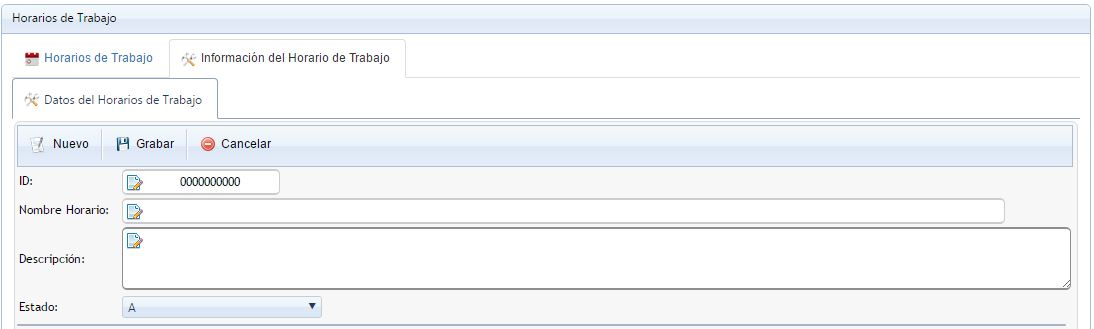 Horarios de Trabajo
Horarios de Trabajo Información del Horario de Trabajo
Datos del Horarios de Trabajo
Nuevo Grabar Cancelar
ID: 0000000000
Nombre Horario:
Descripción:
Estado: A